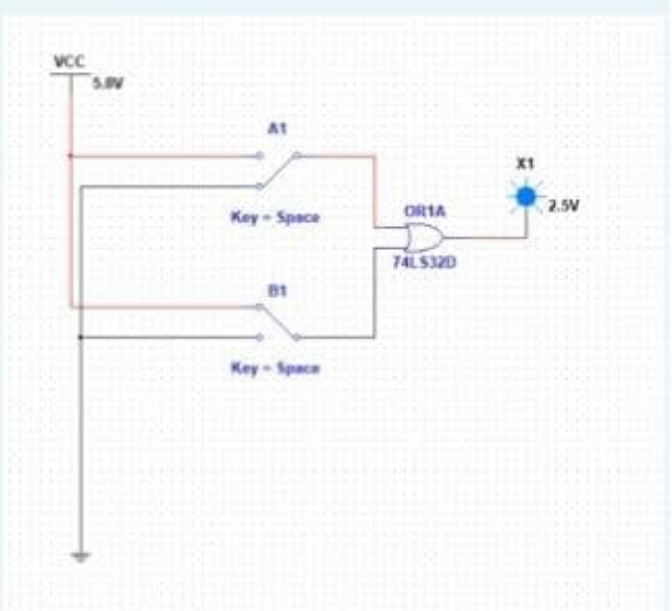 VCC
5.0V
A1
X1
2.5V
Key = Space
OR1A
74LS32D
B1
Key = Space